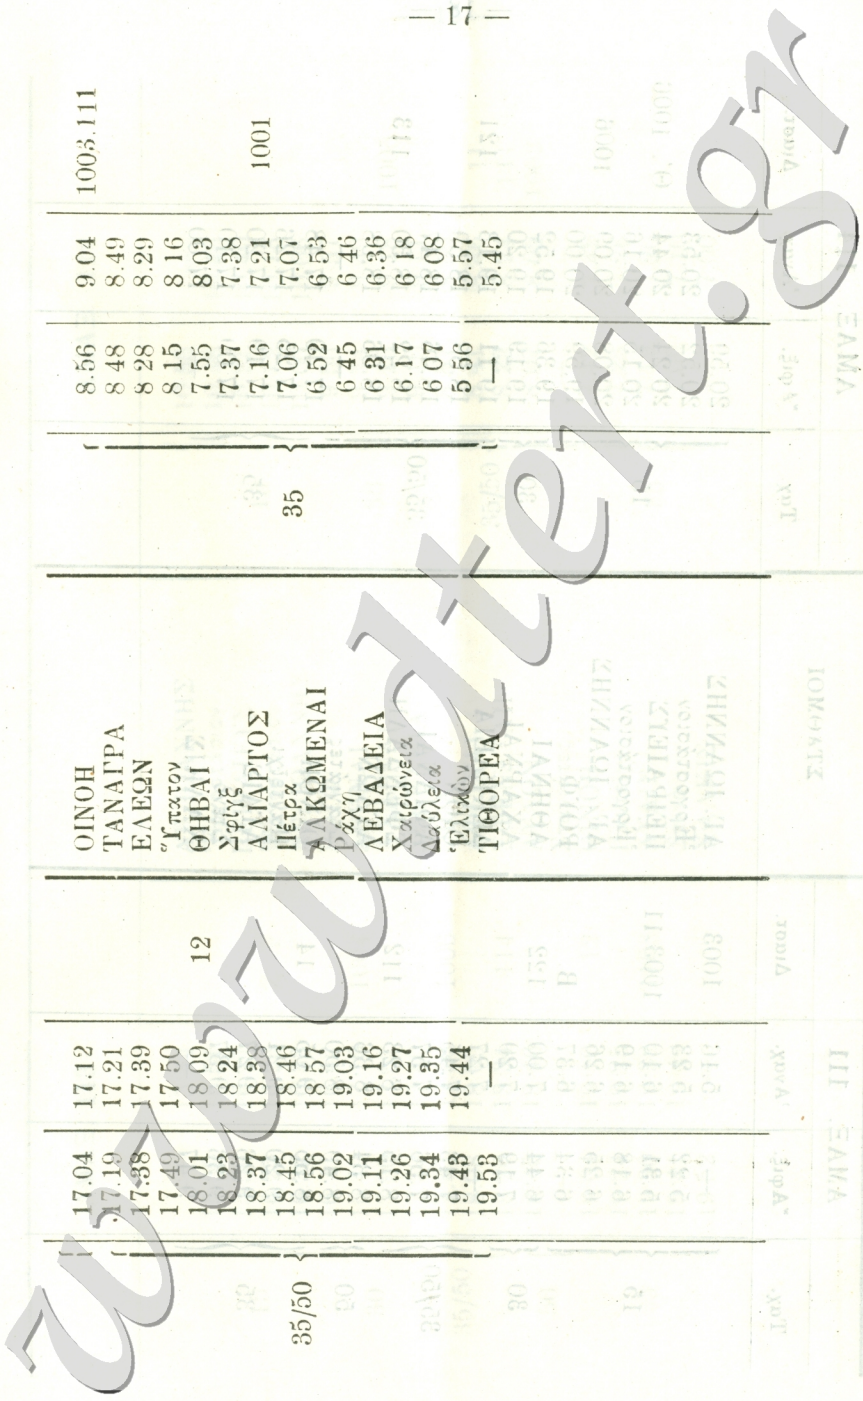 — 17 —
17.04 17.12 ΟΙΝΟΗ 8.56 9.04 1003.111
17.19 17.21 ΤΑΝΑΓΡΑ 8 48 8.49
17.38 17.39 ΕΛΕΩΝ 8 28 8.29
17.49 17.50 Ὕπατον 8 15 8 16
18.01 18.09 12 ΘΗΒΑΙ 7.55 8.03
18.23 18.24 Σφίγξ 7.37 7.38
18.37 18.38 ΑΛΙΑΡΤΟΣ 7.16 7.21 1001
35/50 18.45 18.46 Πέτρα 35 7.06 7.07
18.56 18.57 ΑΛΚΩΜΕΝΑΙ 6 52 6 53
19.02 19.03 Ράχη 6 45 6 46
19.11 19.16 ΛΕΒΑΔΕΙΑ 6 31 6.36
19.26 19.27 Χαιρώνεια 6.17 6 18
19.34 19.35 Δαύλεια 6 07 6 08
19.43 19.44 Ἑλικών 5 56 5.57
19.53 — ΤΙΘΟΡΕΑ — 5.45
www.dtert.gr